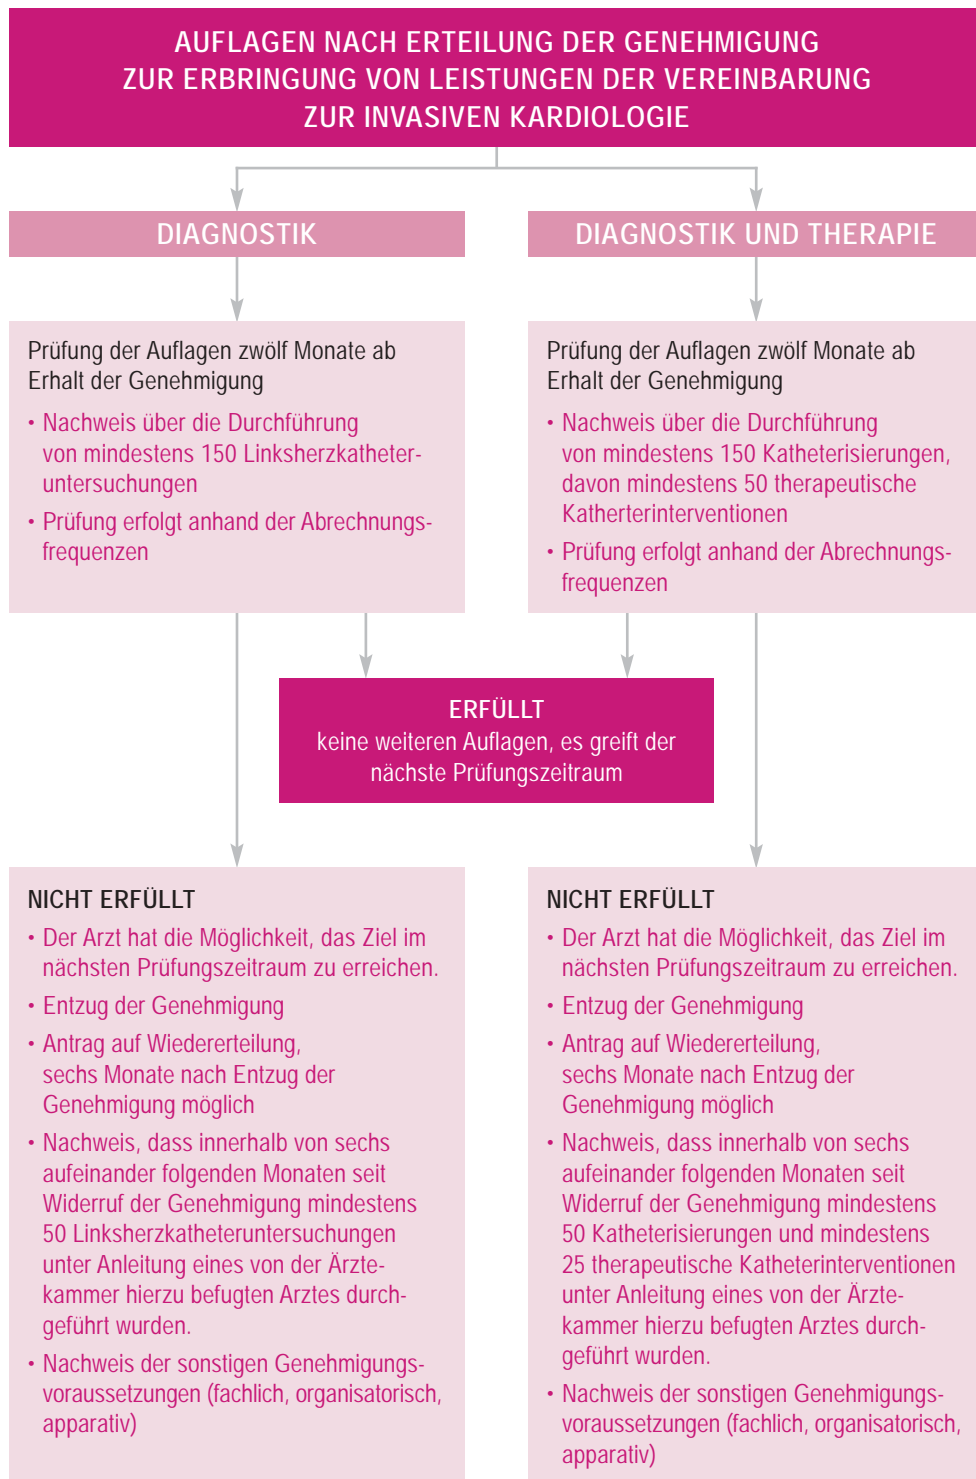 AUFLAGEN NACH ERTEILUNG DER GENEHMIGUNG
ZUR ERBRINGUNG VON LEISTUNGEN DER VEREINBARUNG
ZUR INVASIVEN KARDIOLOGIE
DIAGNOSTIK
Prüfung der Auflagen zwölf Monate ab
Erhalt der Genehmigung
• Nachweis über die Durchführung
von mindestens 150 Linksherzkatheter-
untersuchungen
• Prüfung erfolgt anhand der Abrechnungs-
frequenzen
DIAGNOSTIK UND THERAPIE
Prüfung der Auflagen zwölf Monate ab
Erhalt der Genehmigung
• Nachweis über die Durchführung
von mindestens 150 Katheterisierungen,
davon mindestens 50 therapeutische
Katherterinterventionen
• Prüfung erfolgt anhand der Abrechnungs-
frequenzen
ERFÜLLT
keine weiteren Auflagen, es greift der
nächste Prüfungszeitraum
NICHT ERFÜLLT
• Der Arzt hat die Möglichkeit, das Ziel im
nächsten Prüfungszeitraum zu erreichen.
• Entzug der Genehmigung
• Antrag auf Wiedererteilung,
sechs Monate nach Entzug der
Genehmigung möglich
• Nachweis, dass innerhalb von sechs
aufeinander folgenden Monaten seit
Widerruf der Genehmigung mindestens
50 Linksherzkatheteruntersuchungen
unter Anleitung eines von der Ärzte-
kammer hierzu befugten Arztes durch-
geführt wurden.
• Nachweis der sonstigen Genehmigungs-
voraussetzungen (fachlich, organisatorisch,
apparativ)
NICHT ERFÜLLT
• Der Arzt hat die Möglichkeit, das Ziel im
nächsten Prüfungszeitraum zu erreichen.
• Entzug der Genehmigung
• Antrag auf Wiedererteilung,
sechs Monate nach Entzug der
Genehmigung möglich
• Nachweis, dass innerhalb von sechs
aufeinander folgenden Monaten seit
Widerruf der Genehmigung mindestens
50 Katheterisierungen und mindestens
25 therapeutische Katheterinterventionen
unter Anleitung eines von der Ärzte-
kammer hierzu befugten Arztes durch-
geführt wurden.
• Nachweis der sonstigen Genehmigungs-
voraussetzungen (fachlich, organisatorisch,
apparativ)